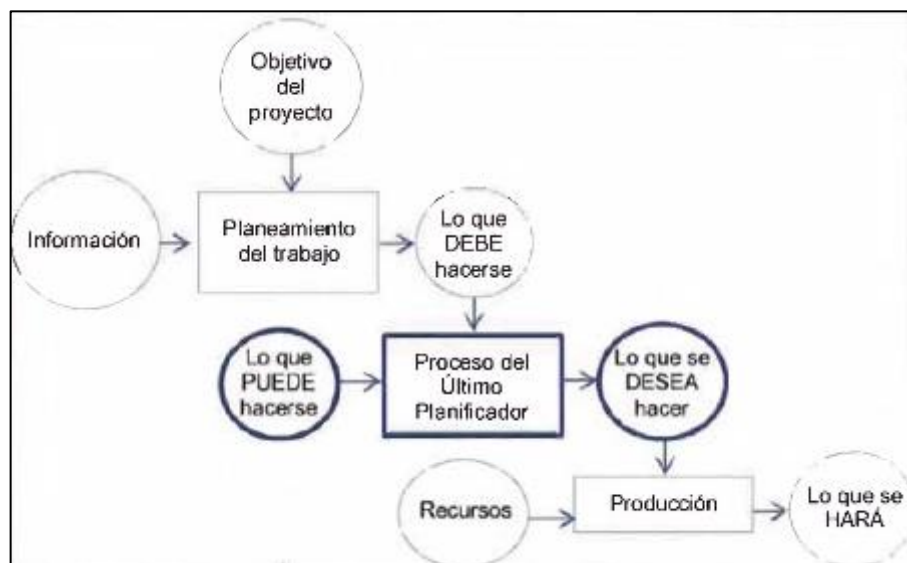 Objetivo
del
proyecto
Información
Planeamiento
del trabajo
Lo que
DEBE
hacerse
Lo que
PUEDE
hacerse
Proceso del
Último
Planificador
Lo que se
DESEA
hacer
Recursos
Producción
Lo que se
HARÁ